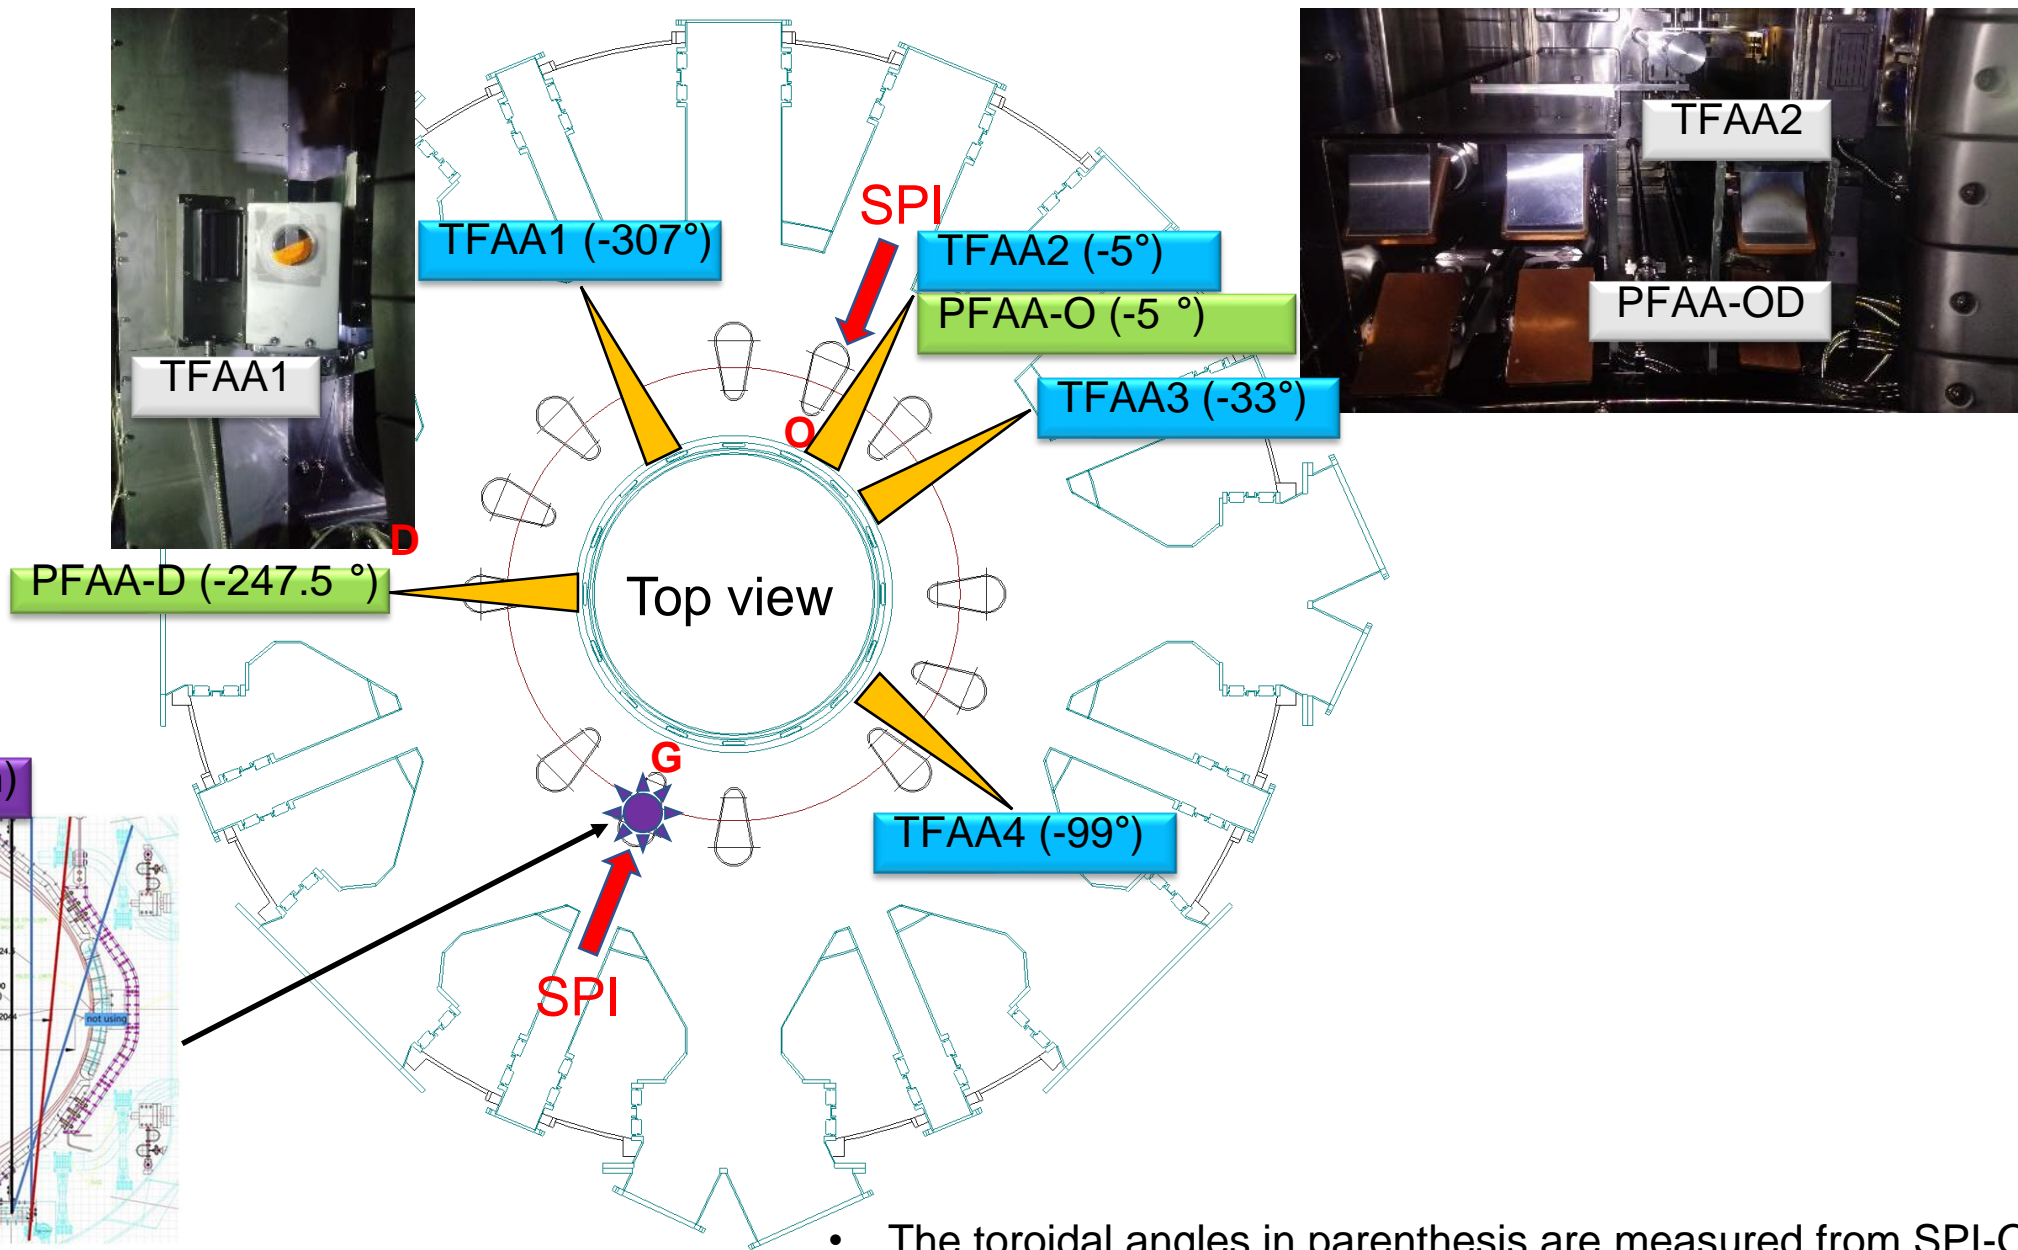 TFAA2
SPI
TFAA1 (-307°)
TFAA2 (-5°)
PFAA-O (-5 °)
PFAA-OD
TFAA1
TFAA3 (-33°)
O
D
PFAA-D (-247.5 °)
Top view
G
TFAA4 (-99°)
SPI
not using
• The toroidal angles in parenthesis are measured from SPI-O